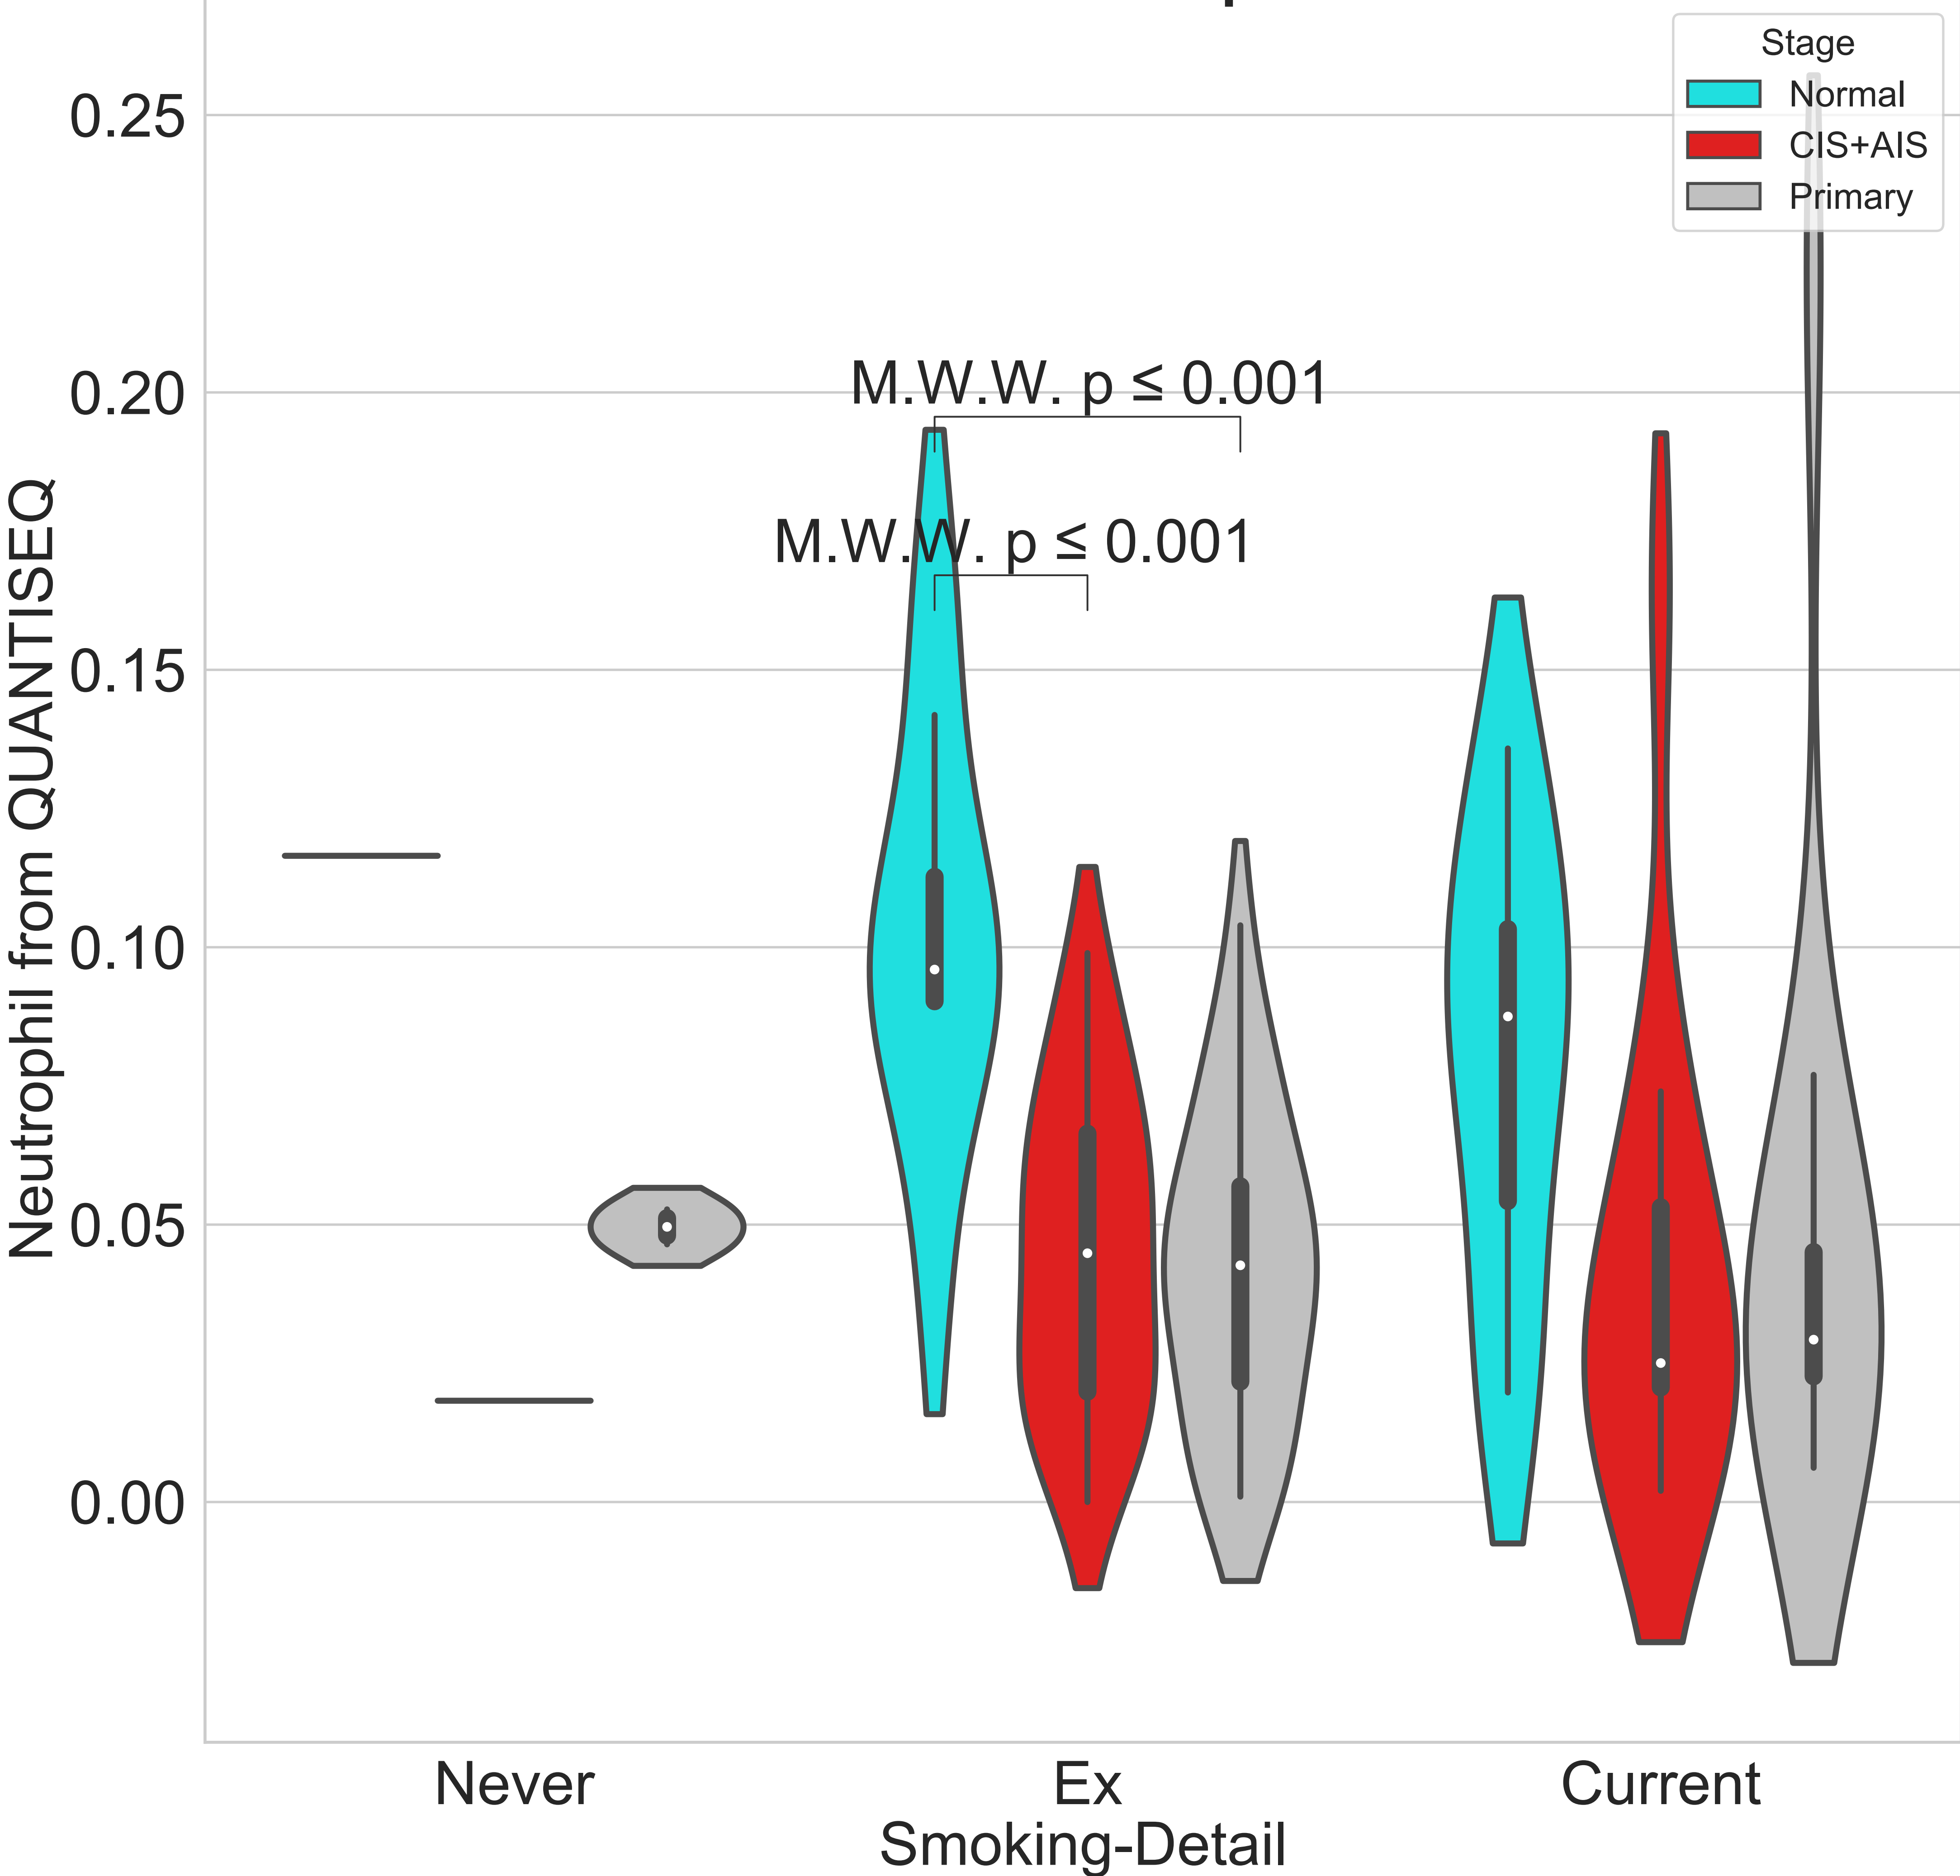 Stage
Normal
CIS+AIS
Primary
0.25
0.20
0.15
0.10
0.05
0.00
Neutrophil from QUANTISEQ
M.W.W. p ≤ 0.001
M.W.W. p ≤ 0.001
Never
Ex
Current
Smoking-Detail